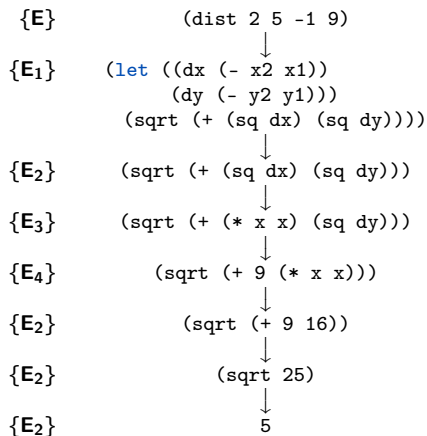 {E} (dist 2 5 -1 9)
{E₁} (let ((dx (- x2 x1))
(dy (- y2 y1)))
(sqrt (+ (sq dx) (sq dy))))
{E₂} (sqrt (+ (sq dx) (sq dy)))
{E₃} (sqrt (+ (* x x) (sq dy)))
{E₄} (sqrt (+ 9 (* x x)))
{E₂} (sqrt (+ 9 16))
{E₂} (sqrt 25)
{E₂} 5